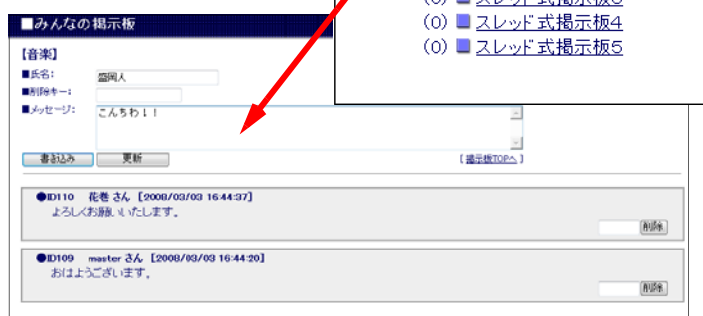 (0) ■ スレッド式掲示板4
(0) ■ スレッド式掲示板5
■みんなの掲示板
【音楽】
■氏名: 盛岡人
■削除キー:
■メッセージ: こんちわ!!
書き込み 更新 [ 掲示板TOPへ ]
●ID110 花巻 さん [2008/03/03 16:44:37]
よろしくお願いいたします。
削除
●ID109 master さん [2008/03/03 16:44:20]
おはようございます。
削除